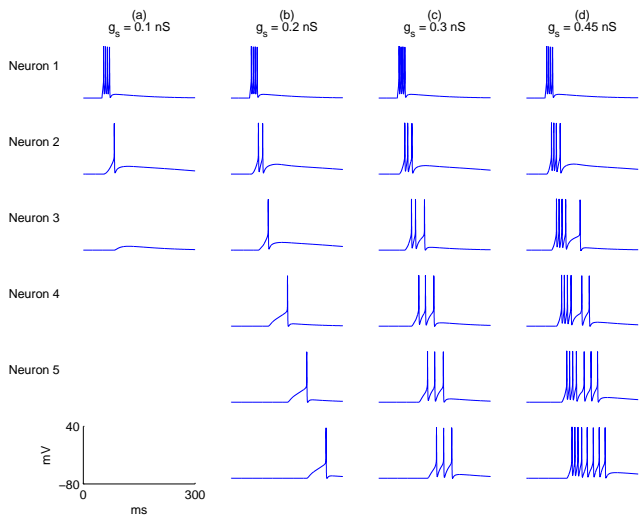 (a)
g_s = 0.1 nS
(b)
g_s = 0.2 nS
(c)
g_s = 0.3 nS
(d)
g_s = 0.45 nS
Neuron 1
Neuron 2
Neuron 3
Neuron 4
Neuron 5
40
mV
−80
0
300
ms